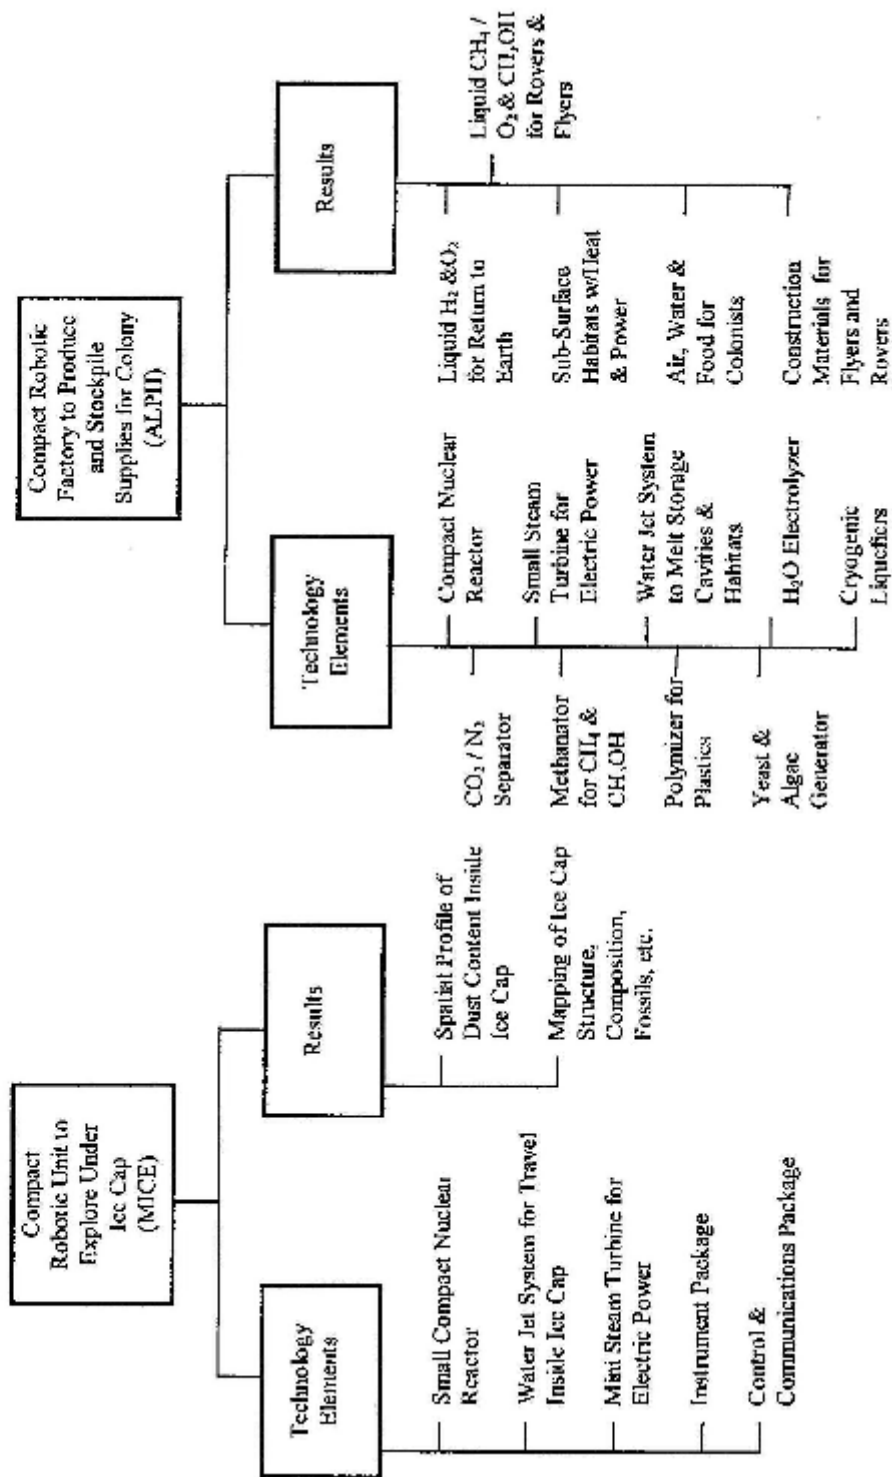 Compact
Robotic Unit to
Explore Under
Ice Cap
(MICE)
Technology
Elements
Small Compact Nuclear
Reactor
Water Jet System for Travel
Inside Ice Cap
Mini Steam Turbine for
Electric Power
Instrument Package
Control &
Communications Package
Results
Spatial Profile of
Dust Content Inside
Ice Cap
Mapping of Ice Cap
Structure,
Composition,
Fossils, etc.
Compact Robotic
Factory to Produce
and Stockpile
Supplies for Colony
(ALPH)
Technology
Elements
CO₂ / N₂
Separator
Methanator
for CH₄ &
CH₃OH
Polymizer for
Plastics
Yeast &
Algae
Generator
Compact Nuclear
Reactor
Small Steam
Turbine for
Electric Power
Water Jet System
to Melt Storage
Cavities &
Habitats
H₂O Electrolyzer
Cryogenic
Liquefiers
Results
Liquid H₂ &O₂
for Return to
Earth
Sub-Surface
Habitats w/Heat
& Power
Air, Water &
Food for
Colonists
Construction
Materials for
Flyers and
Rovers
Liquid CH₄ /
O₂ & CH₃OH
for Rovers &
Flyers